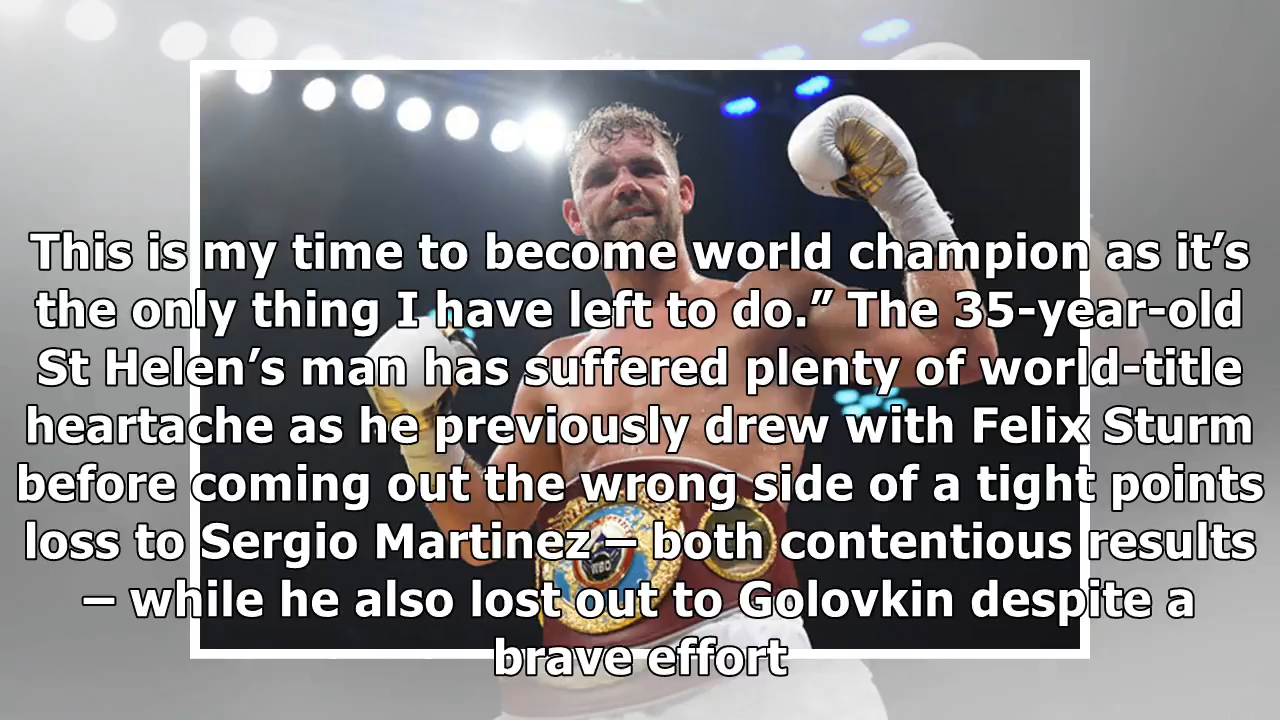 This is my time to become world champion as it’s
the only thing I have left to do.” The 35-year-old
St Helen’s man has suffered plenty of world-title
heartache as he previously drew with Felix Sturm
before coming out the wrong side of a tight points
loss to Sergio Martinez – both contentious results
– while he also lost out to Golovkin despite a
brave effort
WBO